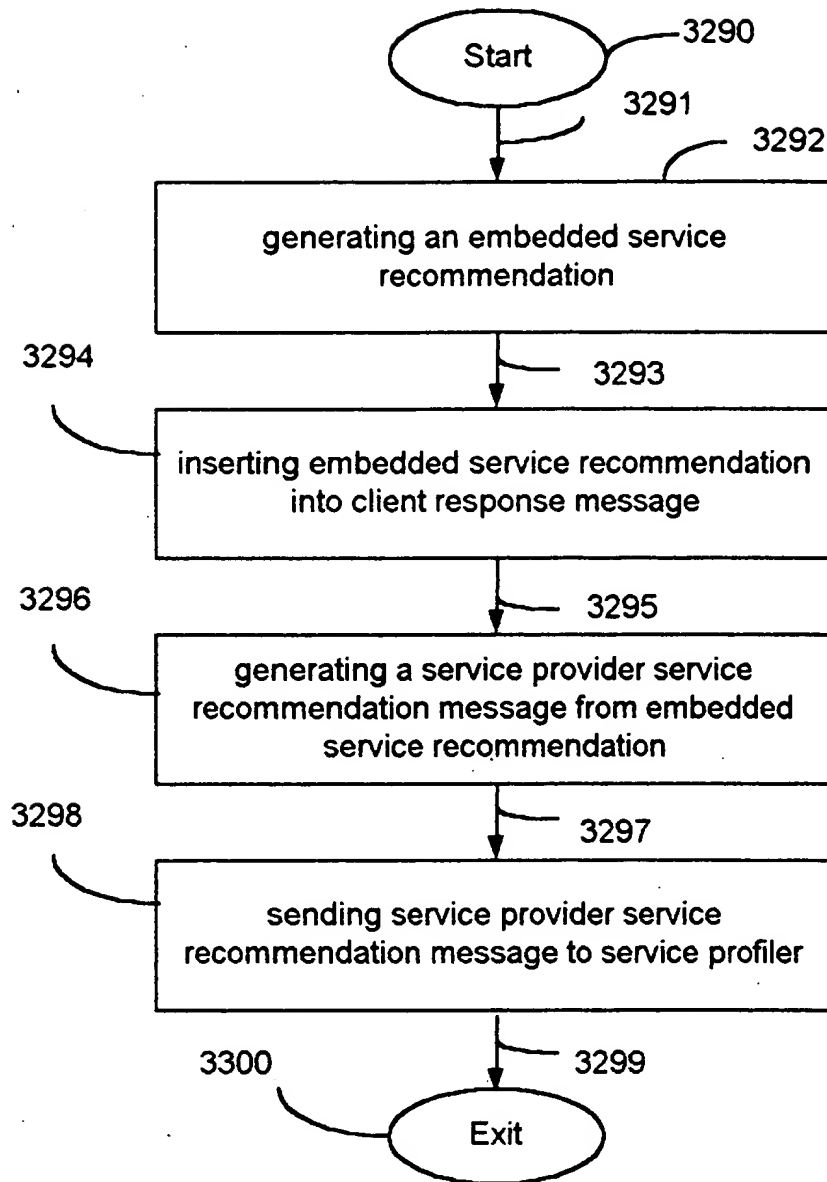 Start
3290
3291
3292
generating an embedded service
recommendation
3293
3294
inserting embedded service recommendation
into client response message
3295
3296
generating a service provider service
recommendation message from embedded
service recommendation
3297
3298
sending service provider service
recommendation message to service profiler
3299
3300
Exit